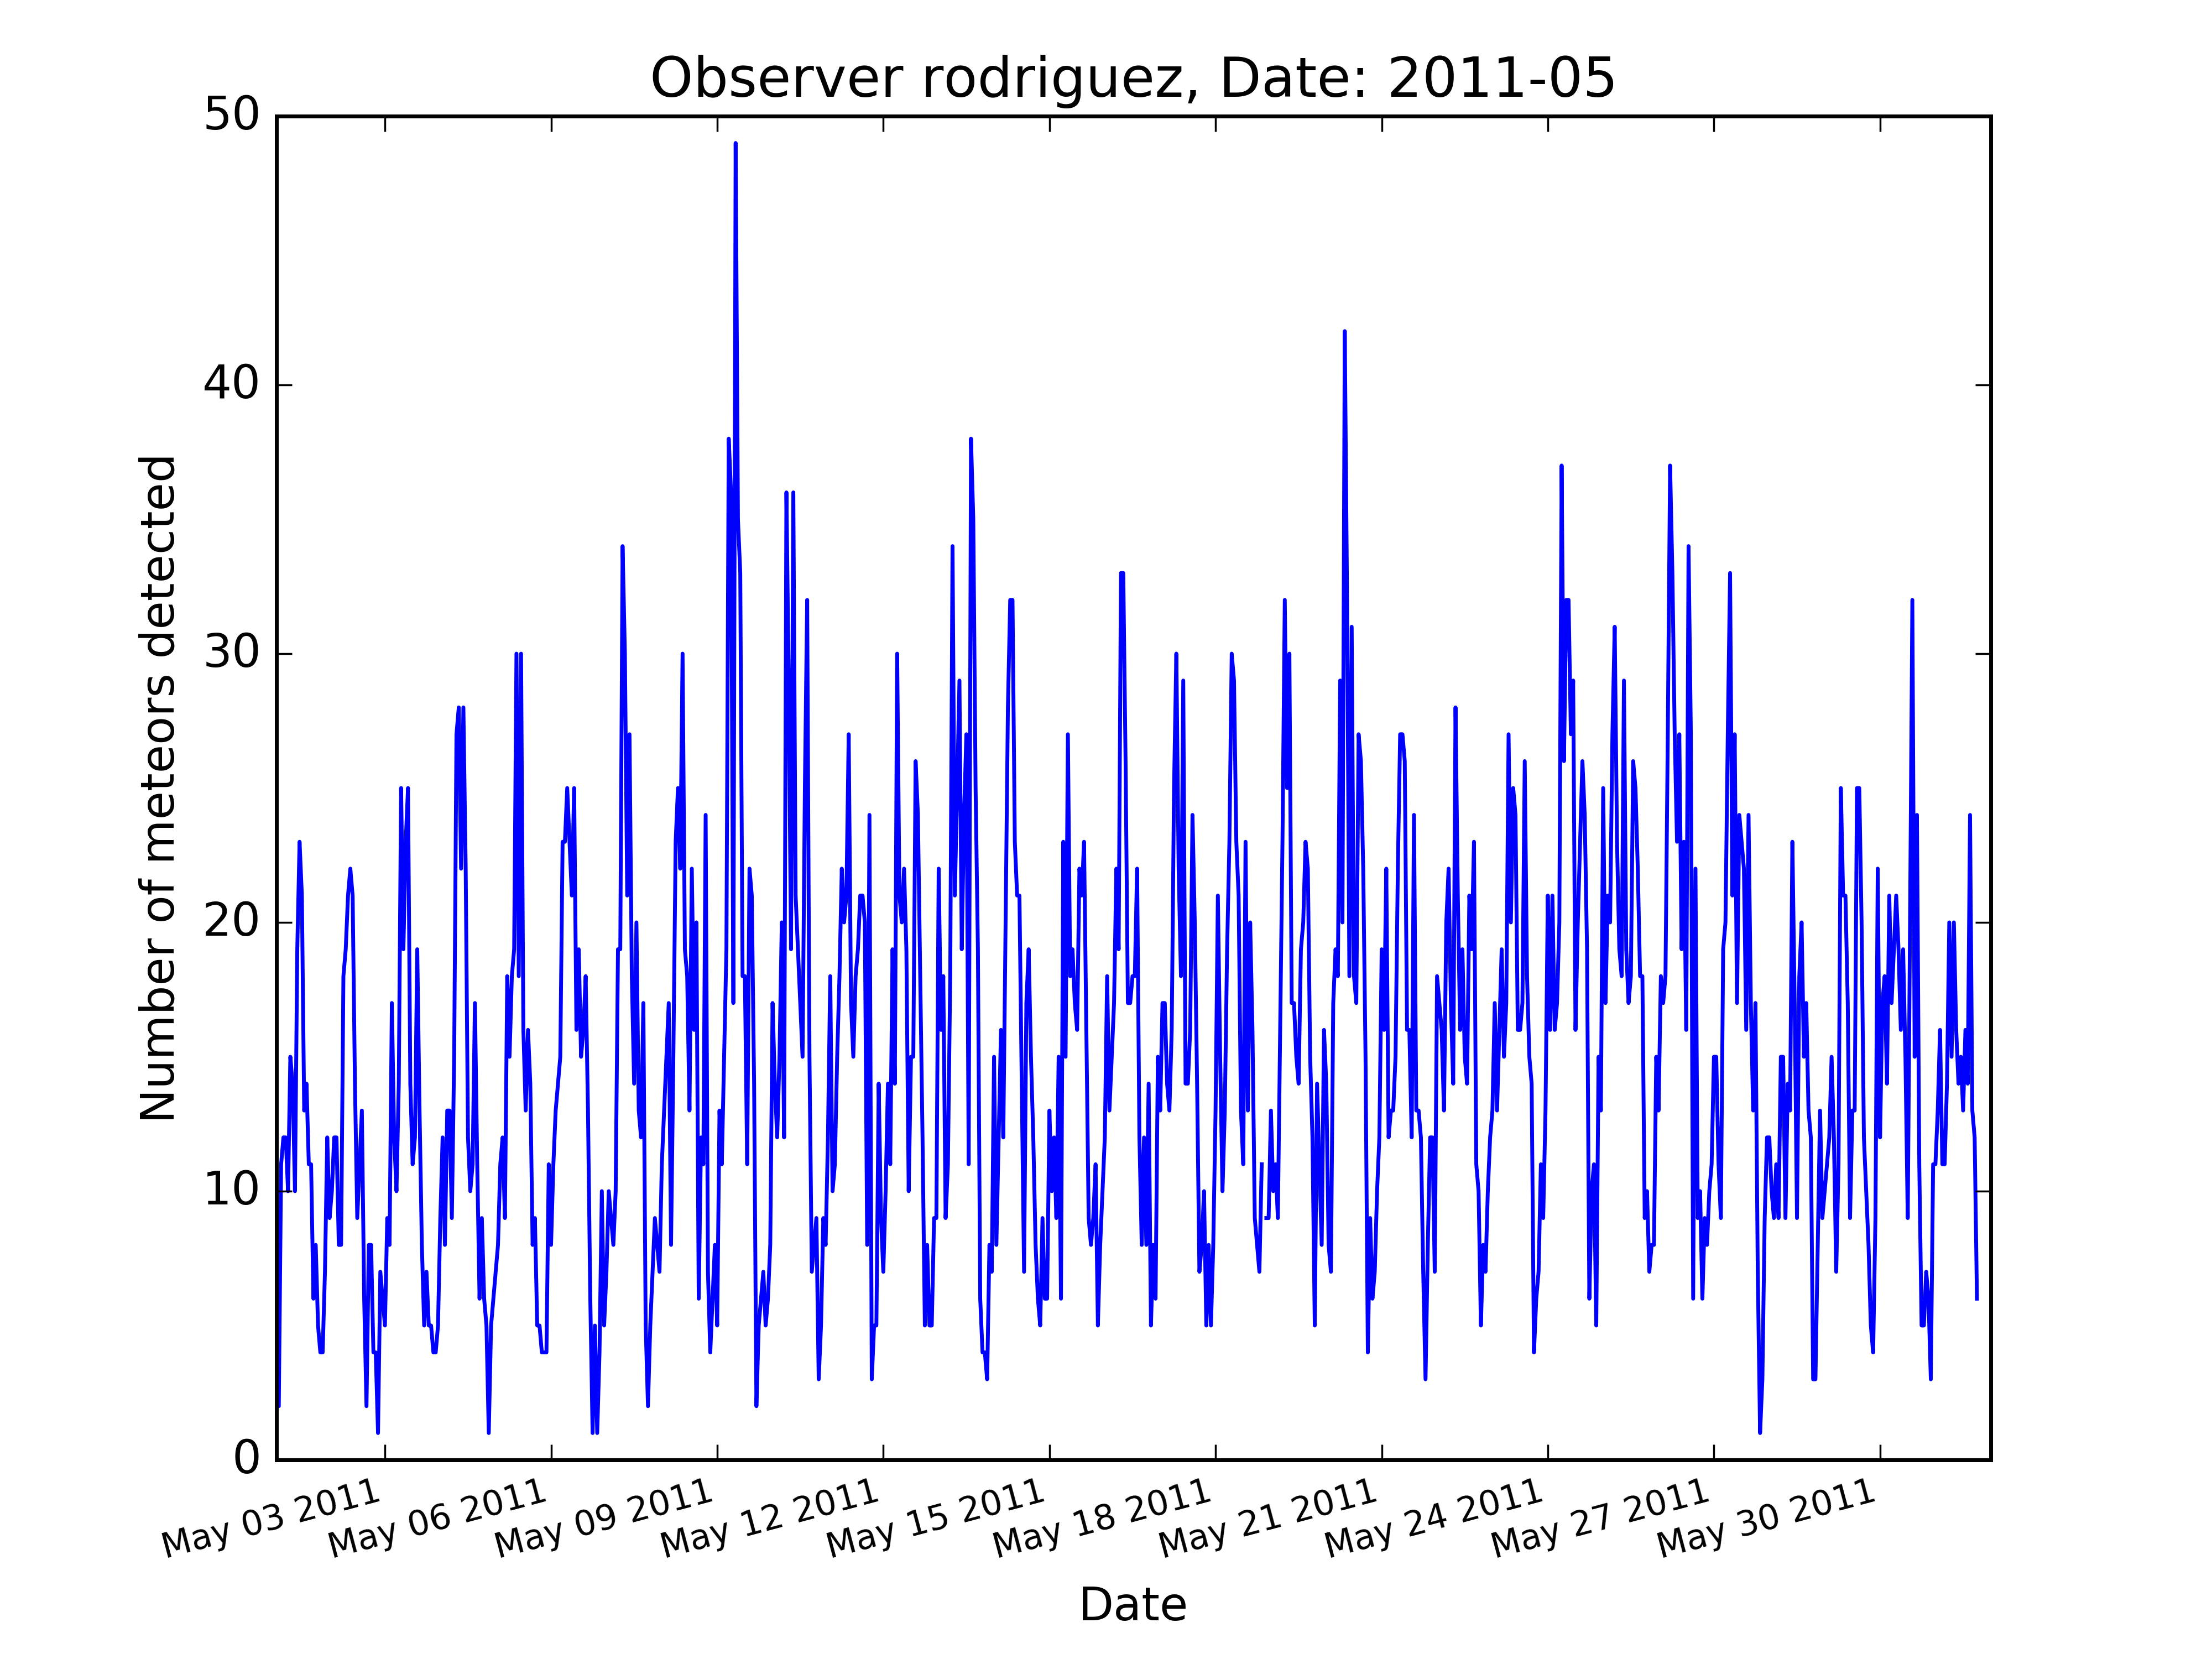 Observer rodriguez, Date: 2011-05
50
40
30
20
10
0
Number of meteors detected
May 03 2011
May 06 2011
May 09 2011
May 12 2011
May 15 2011
May 18 2011
May 21 2011
May 24 2011
May 27 2011
May 30 2011
Date